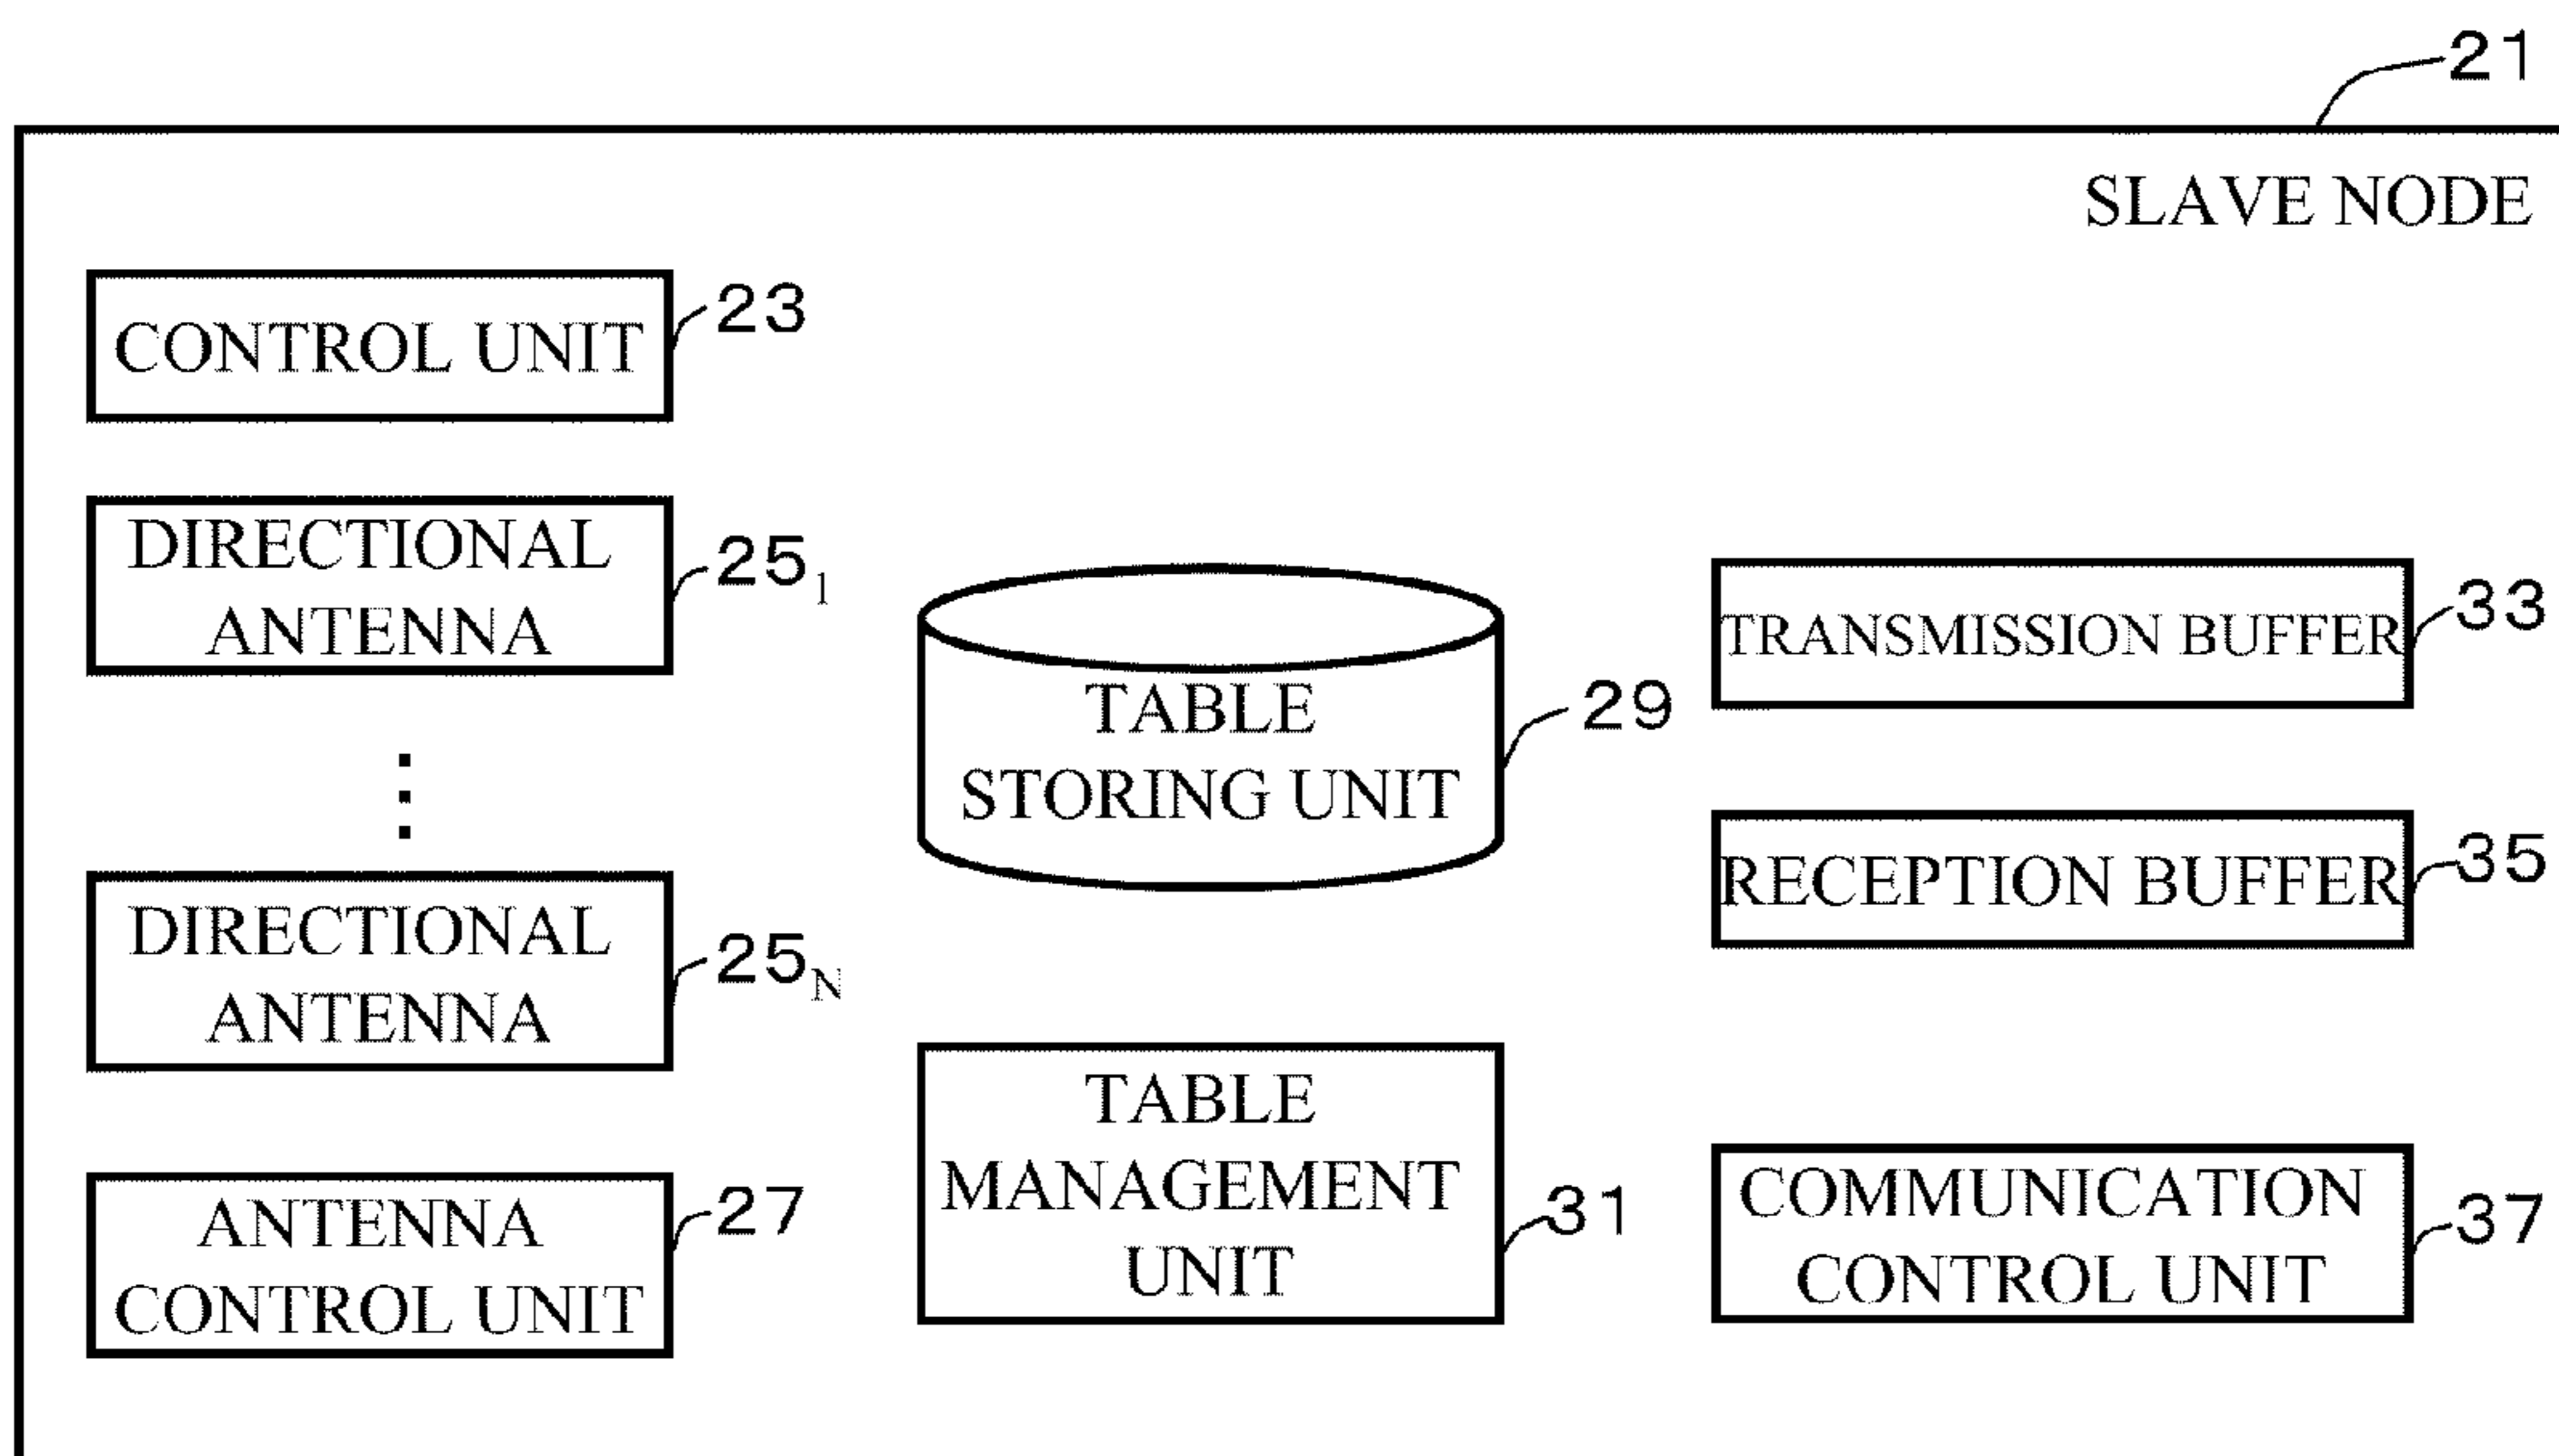 21
SLAVE NODE
CONTROL UNIT
23
DIRECTIONAL
ANTENNA
25₁
DIRECTIONAL
ANTENNA
25N
ANTENNA
CONTROL UNIT
27
TABLE
STORING UNIT
29
TABLE
MANAGEMENT
UNIT
31
TRANSMISSION BUFFER
33
RECEPTION BUFFER
35
COMMUNICATION
CONTROL UNIT
37